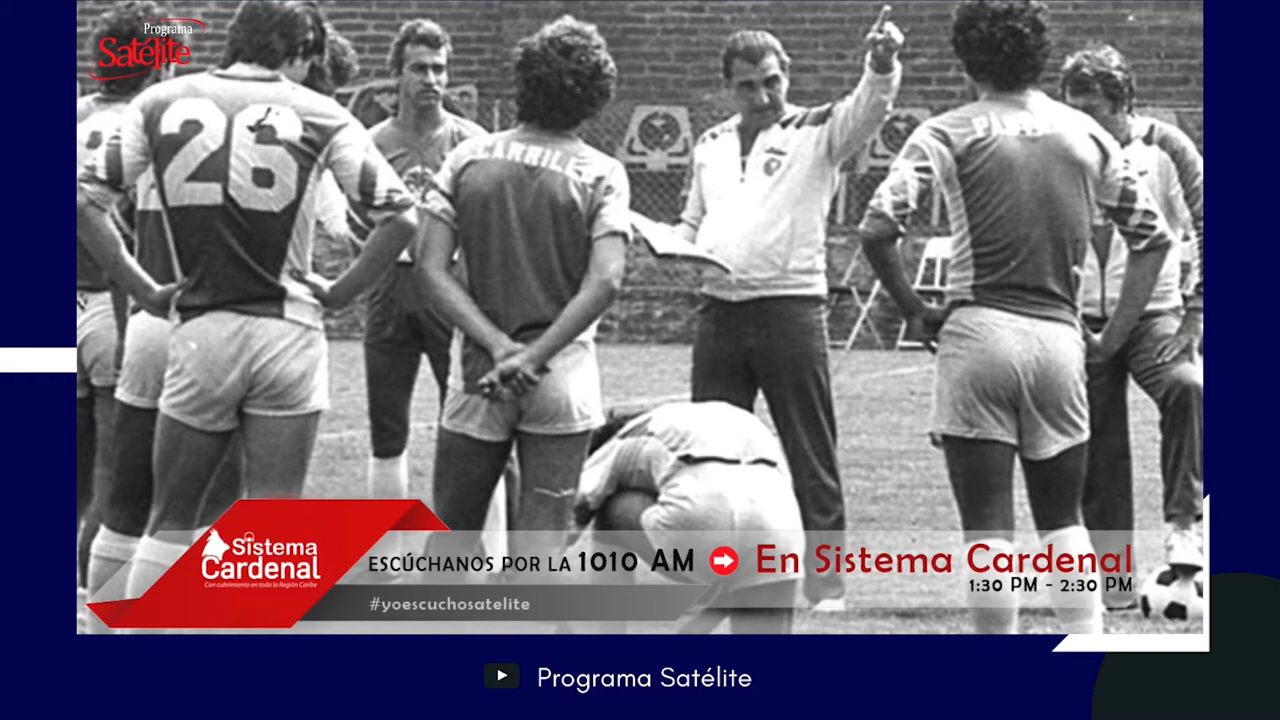 Programa
Satélite
26
CARRILL
Sistema
Cardenal
Con cubrimiento en toda la Región Caribe
ESCÚCHANOS POR LA 1010 AM
En Sistema Cardenal
1:30 PM - 2:30 PM
#yoescuchosatelite
Programa Satélite